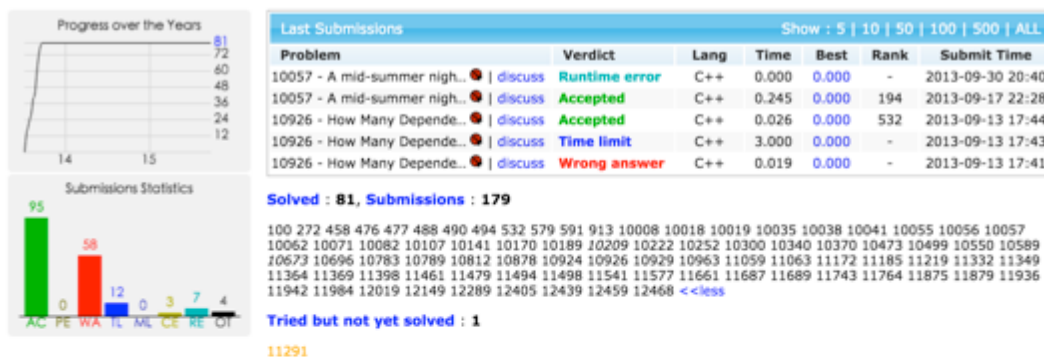 Progress over the Years
81
72
60
48
36
24
12
14 15
Submissions Statistics
95
0
58
12
0
3
7
4
AC PE WA TL ML CE RE OT
Last Submissions Show : 5 | 10 | 50 | 100 | 500 | ALL
Problem Verdict Lang Time Best Rank Submit Time
10057 - A mid-summer nigh... | discuss Runtime error C++ 0.000 0.000 - 2013-09-30 20:40
10057 - A mid-summer nigh... | discuss Accepted C++ 0.245 0.000 194 2013-09-17 22:28
10926 - How Many Depende... | discuss Accepted C++ 0.026 0.000 532 2013-09-13 17:44
10926 - How Many Depende... | discuss Time limit C++ 3.000 0.000 - 2013-09-13 17:43
10926 - How Many Depende... | discuss Wrong answer C++ 0.019 0.000 - 2013-09-13 17:41
Solved : 81, Submissions : 179
100 272 458 476 477 488 490 494 532 579 591 913 10008 10018 10019 10035 10038 10041 10055 10056 10057
10062 10071 10082 10107 10141 10170 10189 10209 10222 10252 10300 10340 10370 10473 10499 10550 10589
10673 10696 10783 10789 10812 10878 10924 10926 10929 10963 11059 11063 11172 11185 11219 11332 11349
11364 11369 11398 11461 11479 11494 11498 11541 11577 11661 11687 11689 11743 11764 11875 11879 11936
11942 11984 12019 12149 12289 12405 12439 12459 12468 <<less
Tried but not yet solved : 1
11291